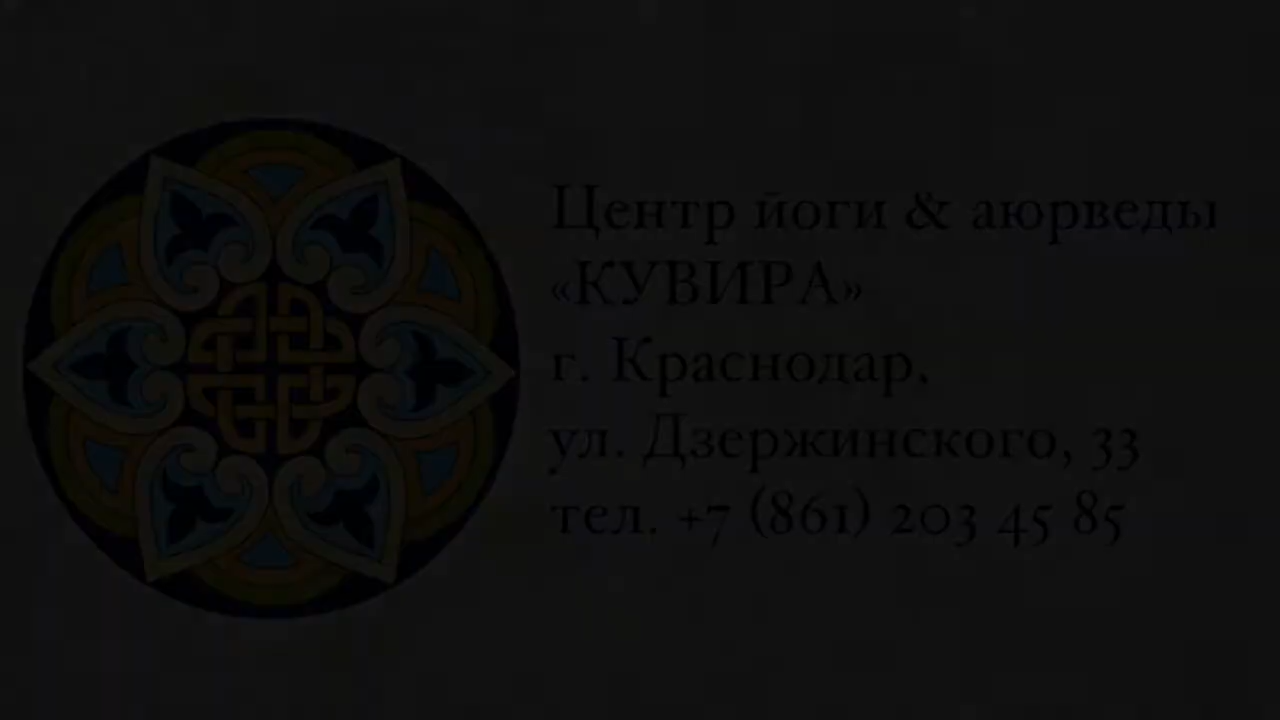 Центр йоги & аюрведы
«КУВИРА»
г. Краснодар,
ул. Дзержинского, 33
тел. +7 (861) 203 45 85